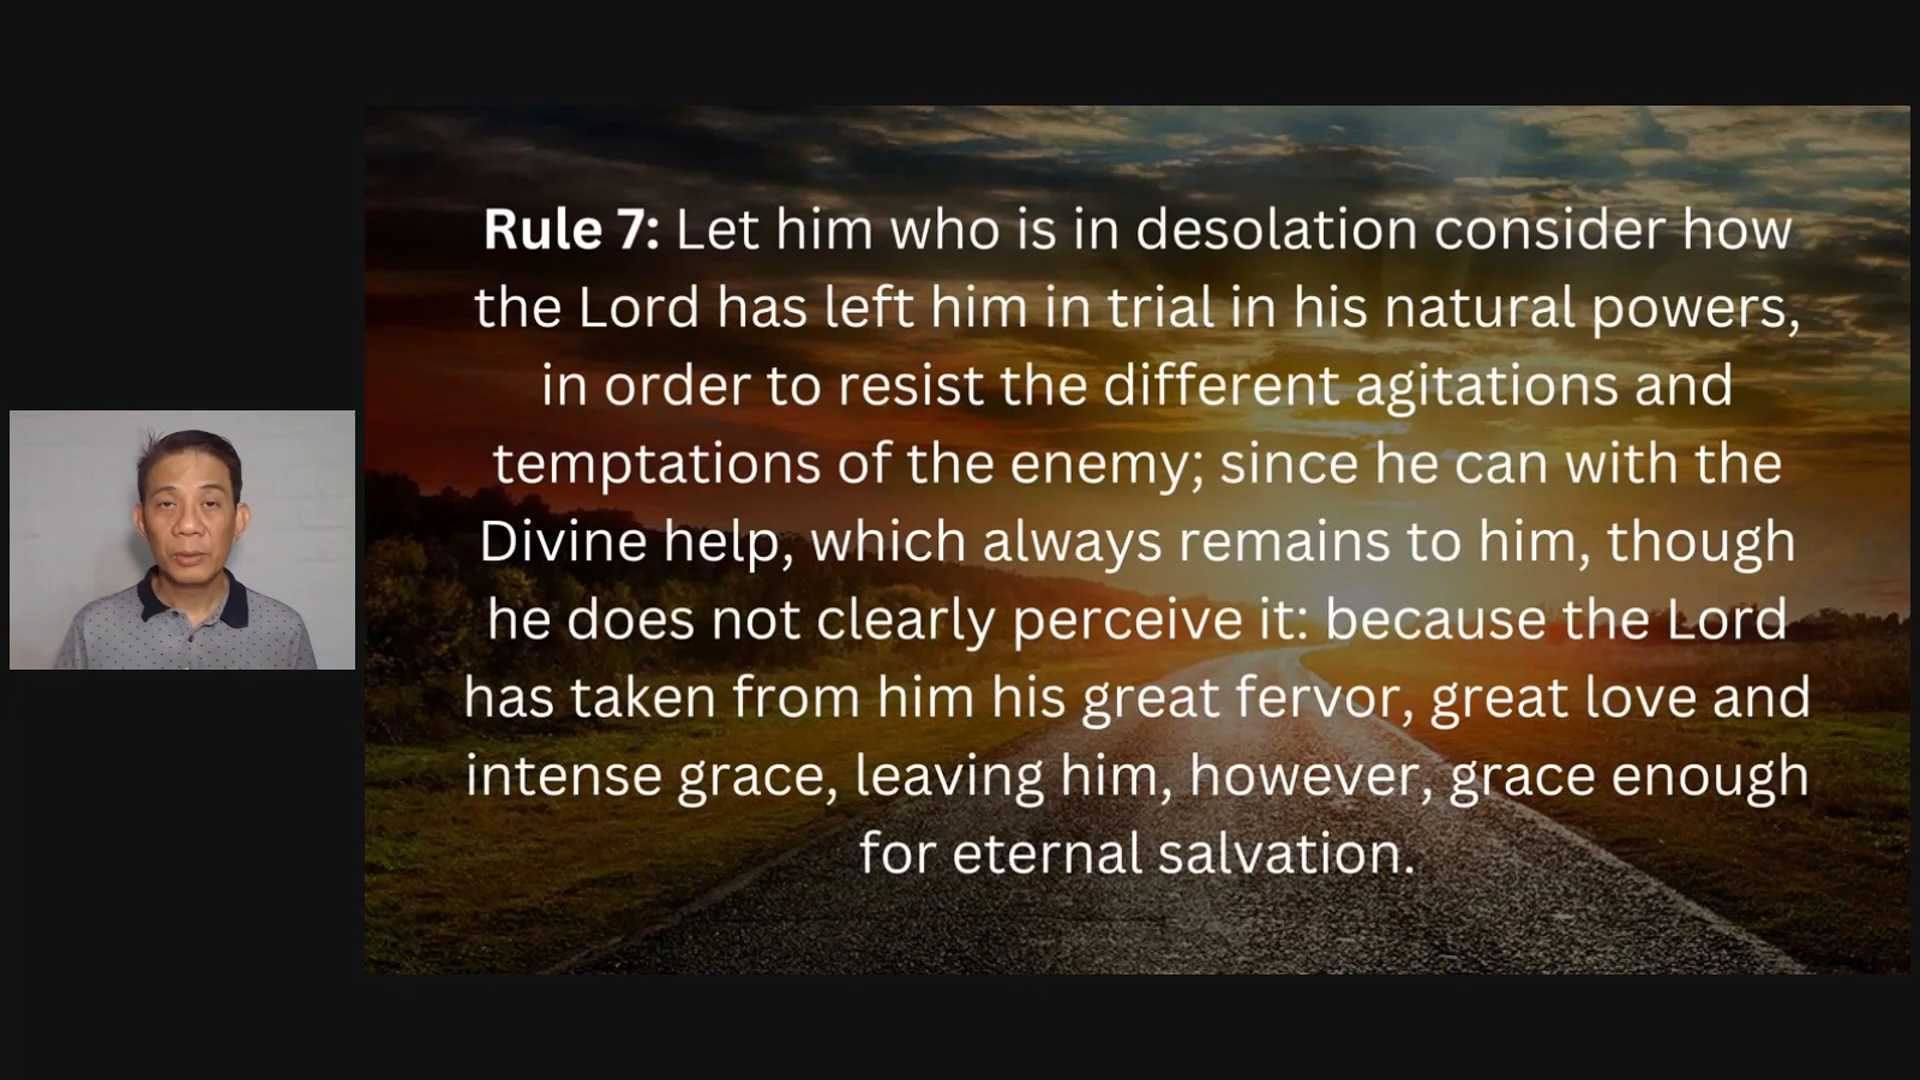 Rule 7: Let him who is in desolation consider how
the Lord has left him in trial in his natural powers,
in order to resist the different agitations and
temptations of the enemy; since he can with the
Divine help, which always remains to him, though
he does not clearly perceive it: because the Lord
has taken from him his great fervor, great love and
intense grace, leaving him, however, grace enough
for eternal salvation.